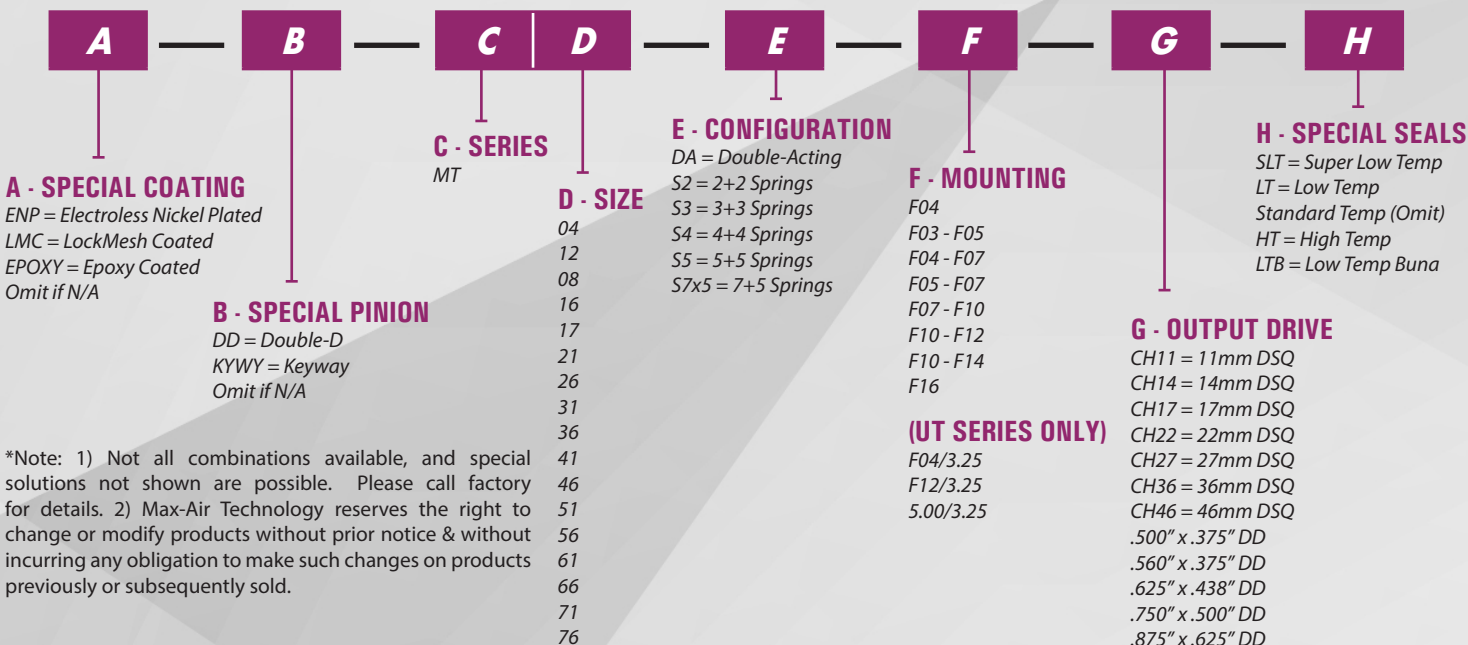 A B C D E F G H
A - SPECIAL COATING
ENP = Electroless Nickel Plated
LMC = LockMesh Coated
EPOXY = Epoxy Coated
Omit if N/A
B - SPECIAL PINION
DD = Double-D
KYWY = Keyway
Omit if N/A
C - SERIES
MT
D - SIZE
04
12
08
16
17
21
26
31
36
41
46
51
56
61
66
71
76
E - CONFIGURATION
DA = Double-Acting
S2 = 2+2 Springs
S3 = 3+3 Springs
S4 = 4+4 Springs
S5 = 5+5 Springs
S7x5 = 7+5 Springs
F - MOUNTING
F04
F03 - F05
F04 - F07
F05 - F07
F07 - F10
F10 - F12
F10 - F14
F16
(UT SERIES ONLY)
F04/3.25
F12/3.25
5.00/3.25
G - OUTPUT DRIVE
CH11 = 11mm DSQ
CH14 = 14mm DSQ
CH17 = 17mm DSQ
CH22 = 22mm DSQ
CH27 = 27mm DSQ
CH36 = 36mm DSQ
CH46 = 46mm DSQ
.500” x .375” DD
.560” x .375” DD
.625” x .438” DD
.750” x .500” DD
.875” x .625” DD
H - SPECIAL SEALS
SLT = Super Low Temp
LT = Low Temp
Standard Temp (Omit)
HT = High Temp
LTB = Low Temp Buna
*Note: 1) Not all combinations available, and special
solutions not shown are possible. Please call factory
for details. 2) Max-Air Technology reserves the right to
change or modify products without prior notice & without
incurring any obligation to make such changes on products
previously or subsequently sold.